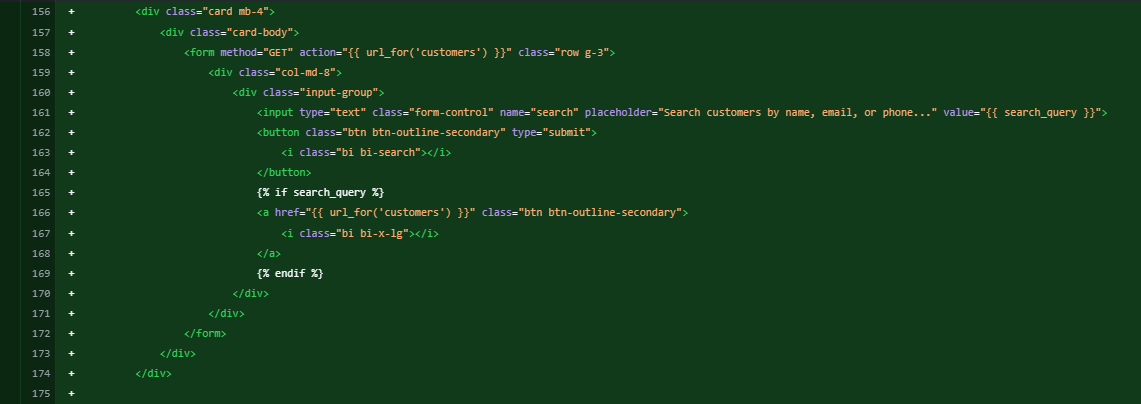 156 + <div class="card mb-4">
157 + <div class="card-body">
158 + <form method="GET" action="{{ url_for('customers') }}" class="row g-3">
159 + <div class="col-md-8">
160 + <div class="input-group">
161 + <input type="text" class="form-control" name="search" placeholder="Search customers by name, email, or phone..." value="{{ search_query }}">
162 + <button class="btn btn-outline-secondary" type="submit">
163 + <i class="bi bi-search"></i>
164 + </button>
165 + {% if search_query %}
166 + <a href="{{ url_for('customers') }}" class="btn btn-outline-secondary">
167 + <i class="bi bi-x-lg"></i>
168 + </a>
169 + {% endif %}
170 + </div>
171 + </div>
172 + </form>
173 + </div>
174 + </div>
175 +